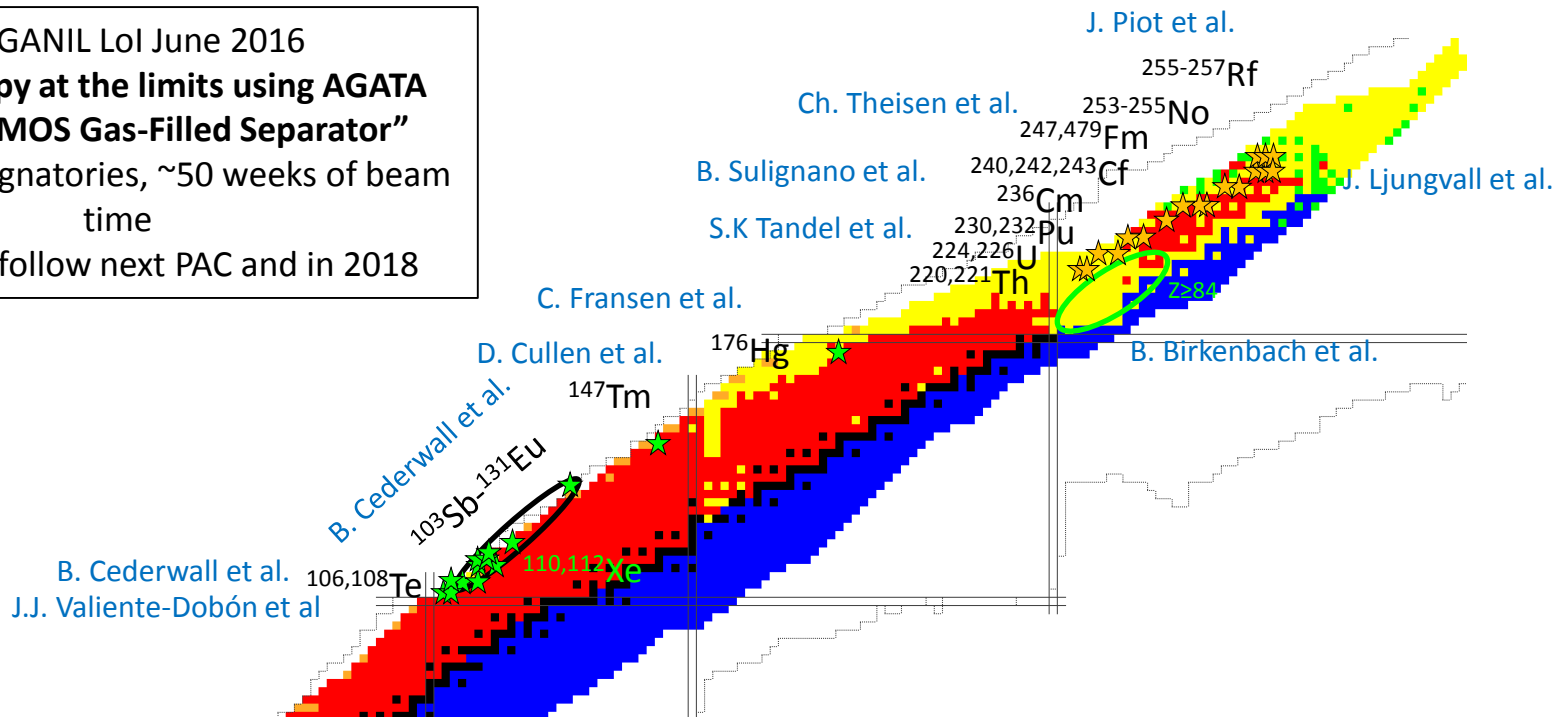 GANIL LoI June 2016
py at the limits using AGATA
MOS Gas-Filled Separator”
gnatories, ~50 weeks of beam
time
follow next PAC and in 2018
J. Piot et al.
255-257Rf
Ch. Theisen et al.
253-255No
247,479Fm
B. Sulignano et al.
240,242,243Cf
J. Ljungvall et al.
236Cm
S.K Tandel et al.
230,232Pu
224,226U
220,221Th
Z≥84
C. Fransen et al.
B. Birkenbach et al.
D. Cullen et al.
176Hg
147Tm
B. Cederwall et al.
103Sb-131Eu
110,112Xe
B. Cederwall et al.
106,108Te
J.J. Valiente-Dobón et al